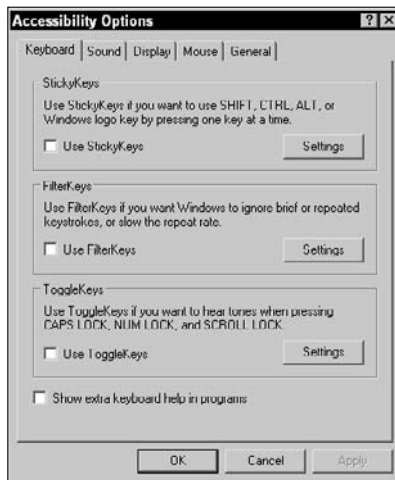 Accessibility Options
Keyboard Sound Display Mouse General
StickyKeys
Use StickyKeys if you want to use SHIFT, CTRL, ALT, or
Windows logo key by pressing one key at a time.
Use StickyKeys Settings
FilterKeys
Use FilterKeys if you want Windows to ignore brief or repeated
keystrokes, or slow the repeat rate.
Use FilterKeys Settings
ToggleKeys
Use ToggleKeys if you want to hear tones when pressing
CAPS LOCK, NUM LOCK, and SCROLL LOCK.
Use ToggleKeys Settings
Show extra keyboard help in programs
OK Cancel Apply